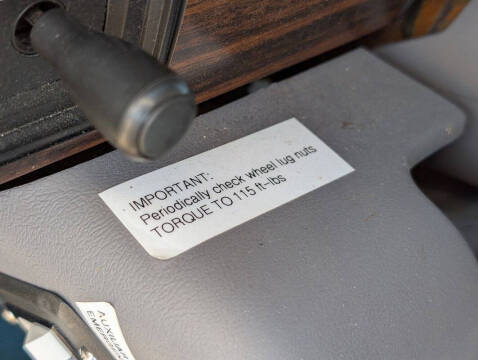 IMPORTANT:
Periodically check wheel lug nuts
TORQUE TO 115 ft-lbs